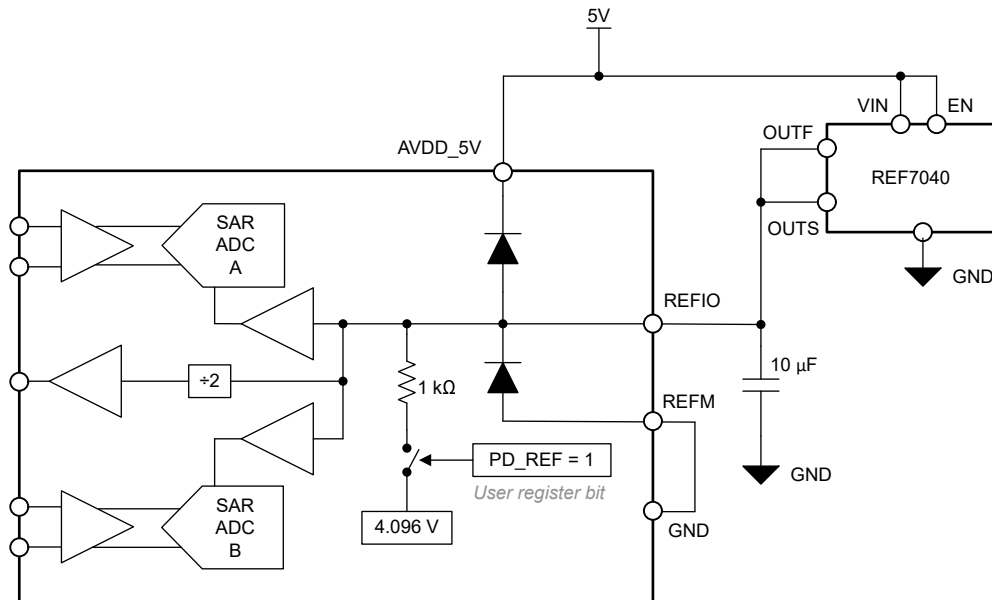 5V
VIN
EN
OUTF
AVDD_5V
REF7040
SAR
ADC
A
OUTS
GND
REFIO
÷2
1 kΩ
10 µF
REFM
PD_REF = 1
GND
User register bit
SAR
ADC
B
4.096 V
GND